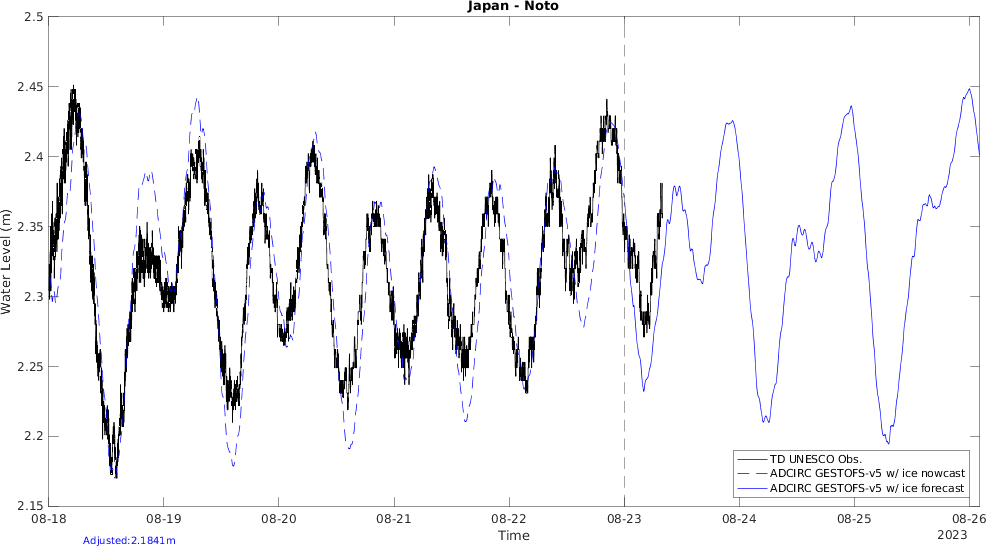 Japan - Noto
2.5
2.45
2.4
2.35
2.3
2.25
2.2
2.15
Water Level (m)
TD UNESCO Obs.
ADCIRC GESTOFS-v5 w/ ice nowcast
ADCIRC GESTOFS-v5 w/ ice forecast
08-18 08-19 08-20 08-21 08-22 08-23 08-24 08-25 08-26
Time
2023
Adjusted:2.1841m